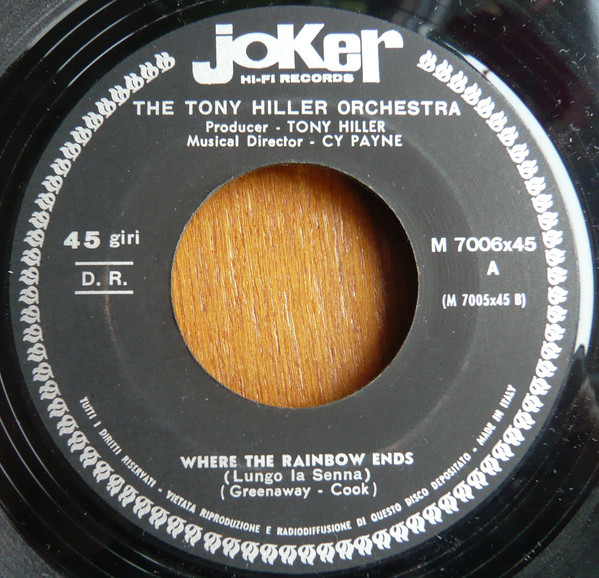 joKer
HI-FI RECORDS
THE TONY HILLER ORCHESTRA
Producer - TONY HILLER
Musical Director - CY PAYNE
45 giri
D. R.
M 7006x45
A
(M 7005x45 B)
WHERE THE RAINBOW ENDS
(Lungo la Senna)
(Greenaway - Cook)
TUTTI I DIRITTI RISERVATI - VIETATA RIPRODUZIONE E RADIODIFFUSIONE DI QUESTO DISCO DEPOSITATO - MADE IN ITALY